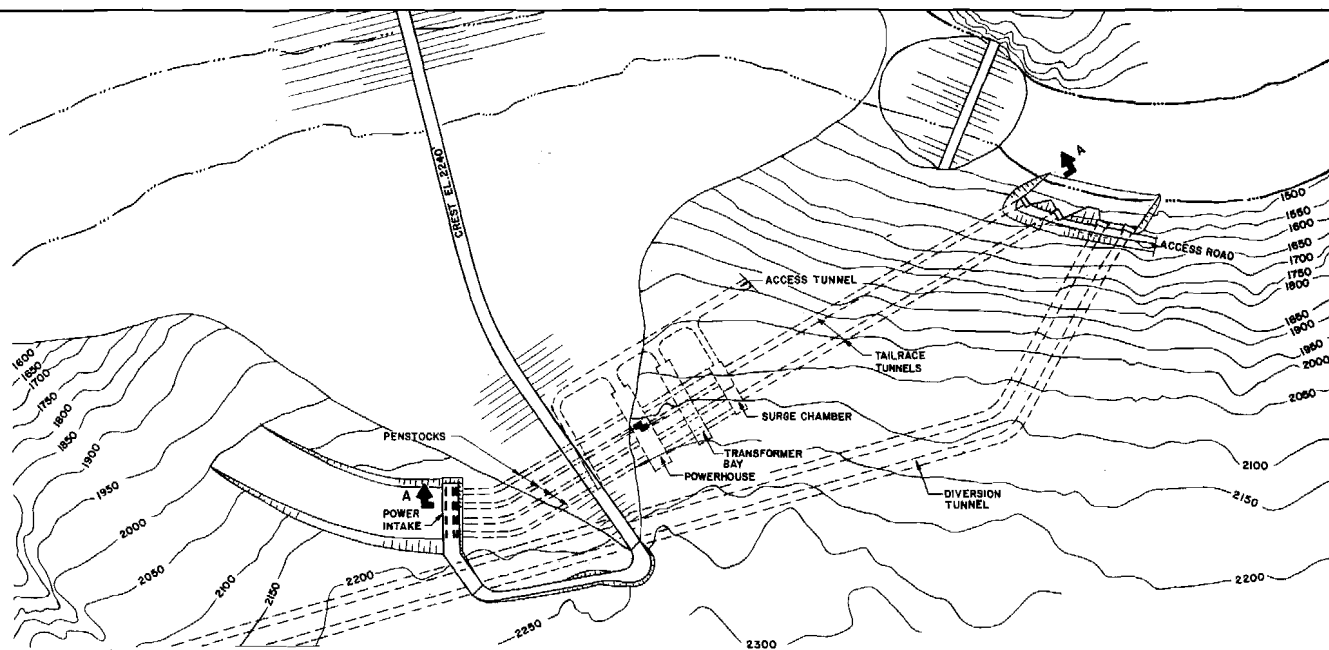 CREST EL. 2240'
A
1500
1550
1600
1650
1700
1750
1800
1850
1900
1950
2000
2050
2100
2150
2200
ACCESS ROAD
ACCESS TUNNEL
TAILRACE
TUNNELS
SURGE CHAMBER
TRANSFORMER
BAY
POWERHOUSE
PENSTOCKS
DIVERSION
TUNNEL
A
POWER
INTAKE
1600
1650
1700
1750
1800
1850
1900
1950
2000
2050
2100
2150
2200
2250
2300